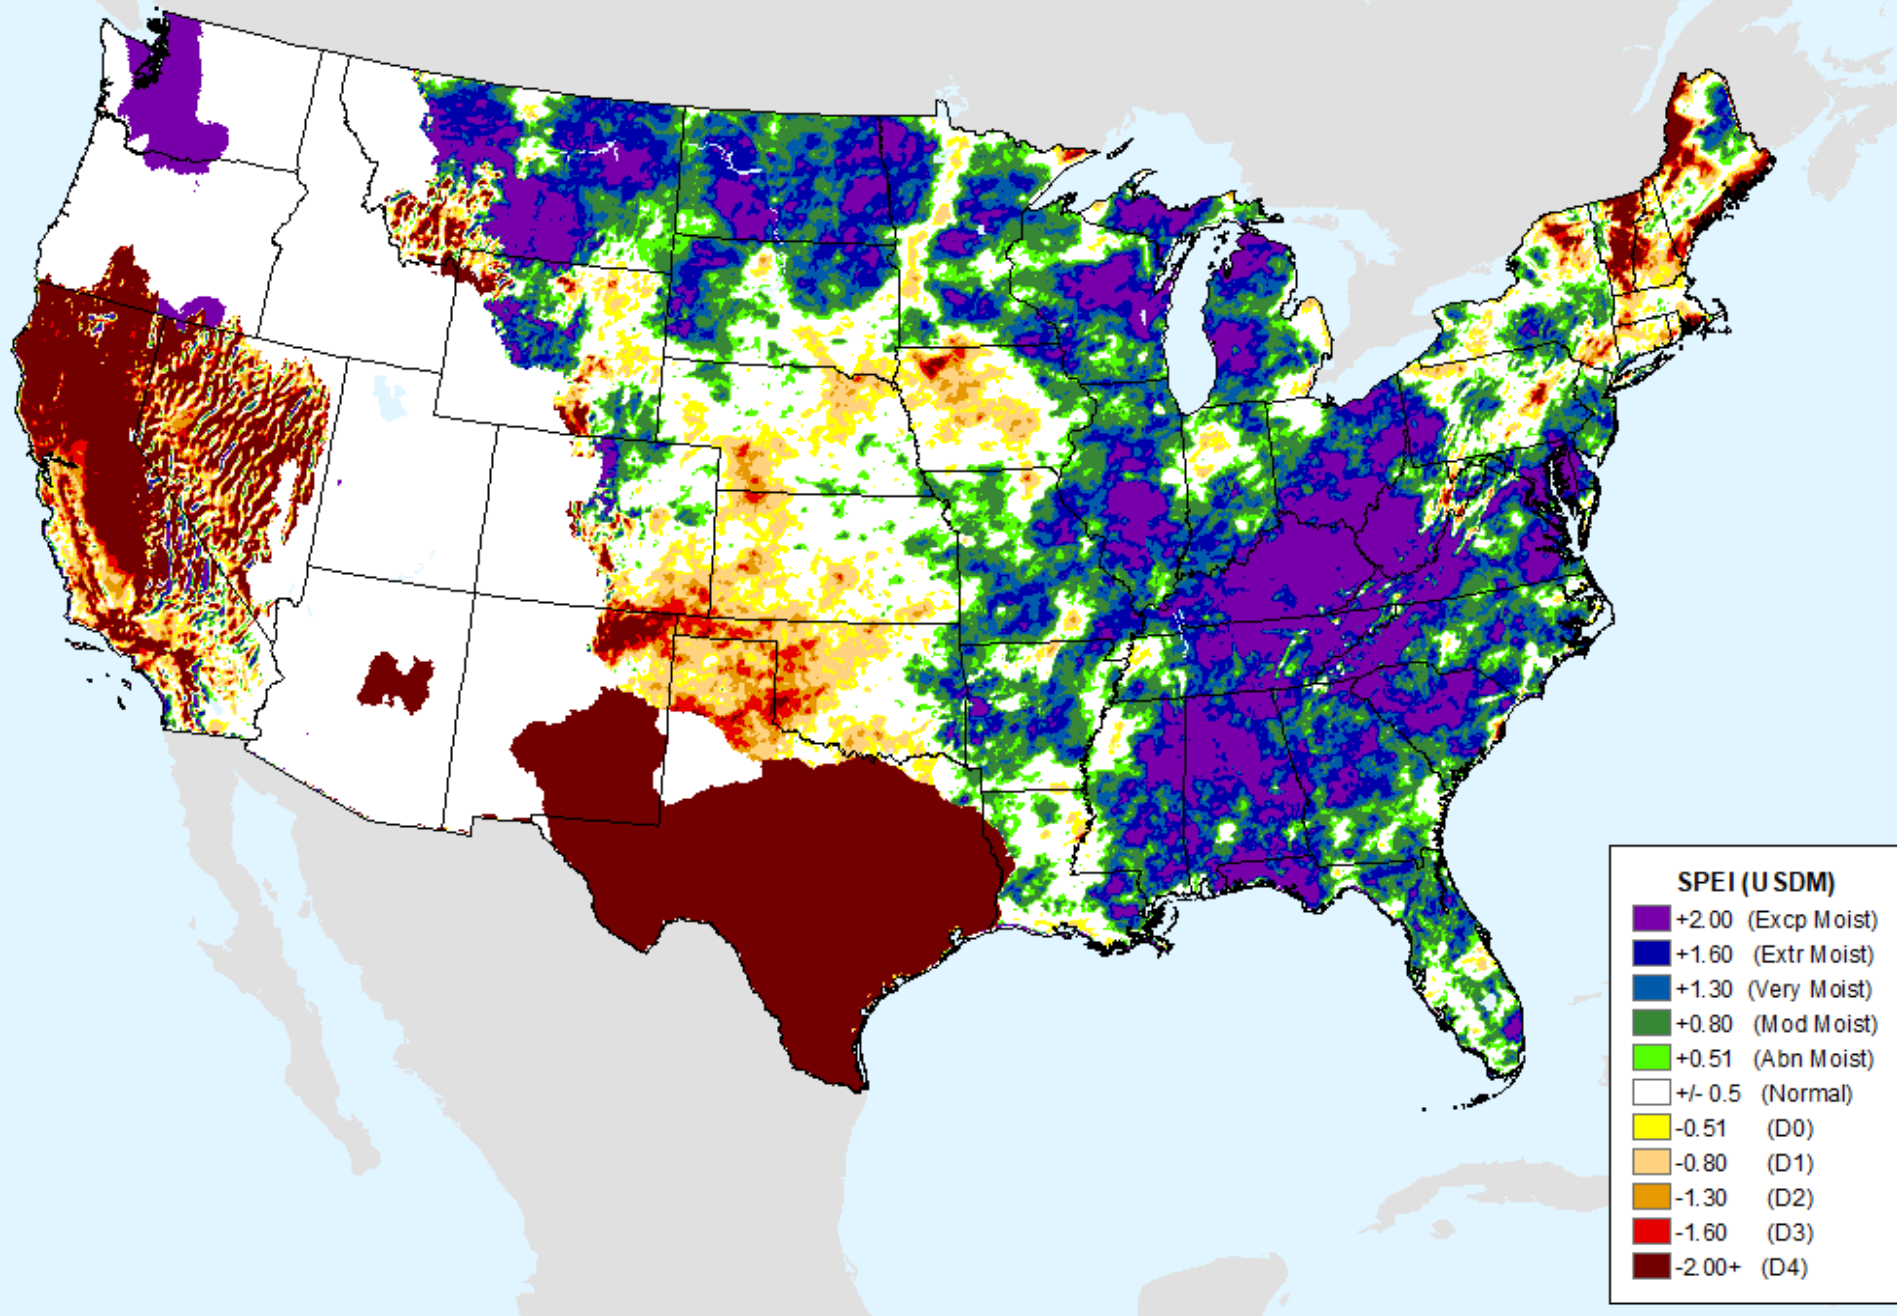 SPEI (USDM)
+2.00 (Excp Moist)
+1.60 (Extr Moist)
+1.30 (Very Moist)
+0.80 (Mod Moist)
+0.51 (Abn Moist)
+/- 0.5 (Normal)
-0.51 (D0)
-0.80 (D1)
-1.30 (D2)
-1.60 (D3)
-2.00+ (D4)